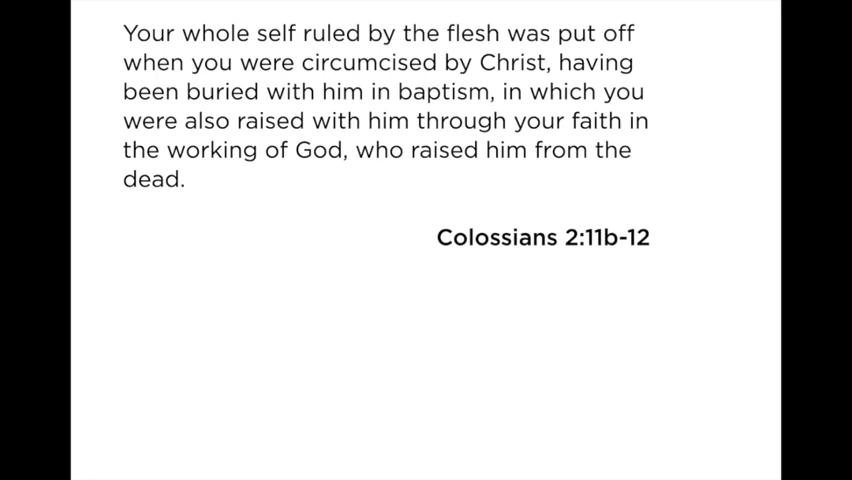 Your whole self ruled by the flesh was put off
when you were circumcised by Christ, having
been buried with him in baptism, in which you
were also raised with him through your faith in
the working of God, who raised him from the
dead.
Colossians 2:11b-12